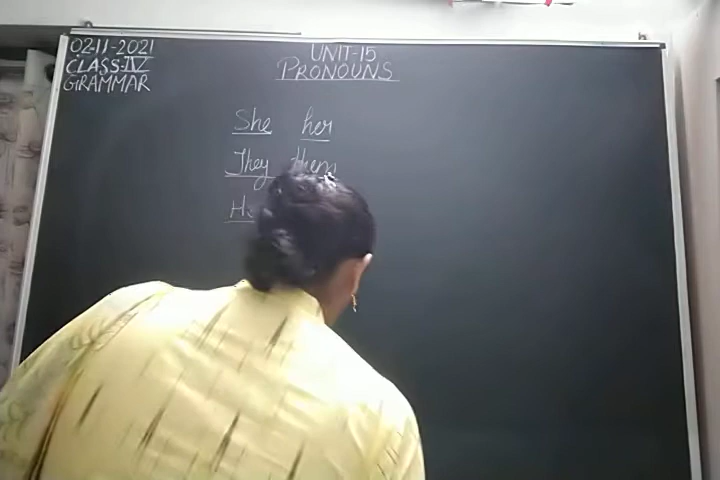 02-11-2021
CLASS:IV
GRAMMAR
UNIT-15
PRONOUNS
She her
They them